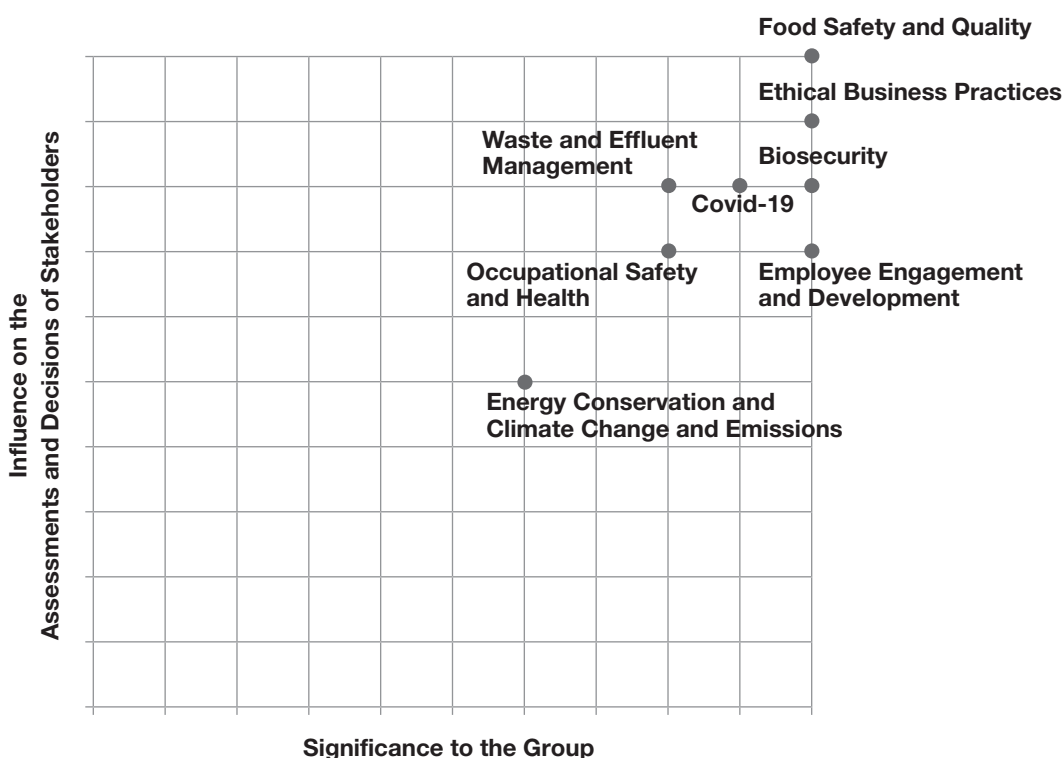 Food Safety and Quality
Ethical Business Practices
Waste and Effluent
Management
Biosecurity
Covid-19
Occupational Safety
and Health
Employee Engagement
and Development
Energy Conservation and
Climate Change and Emissions
Influence on the
Assessments and Decisions of Stakeholders
Significance to the Group